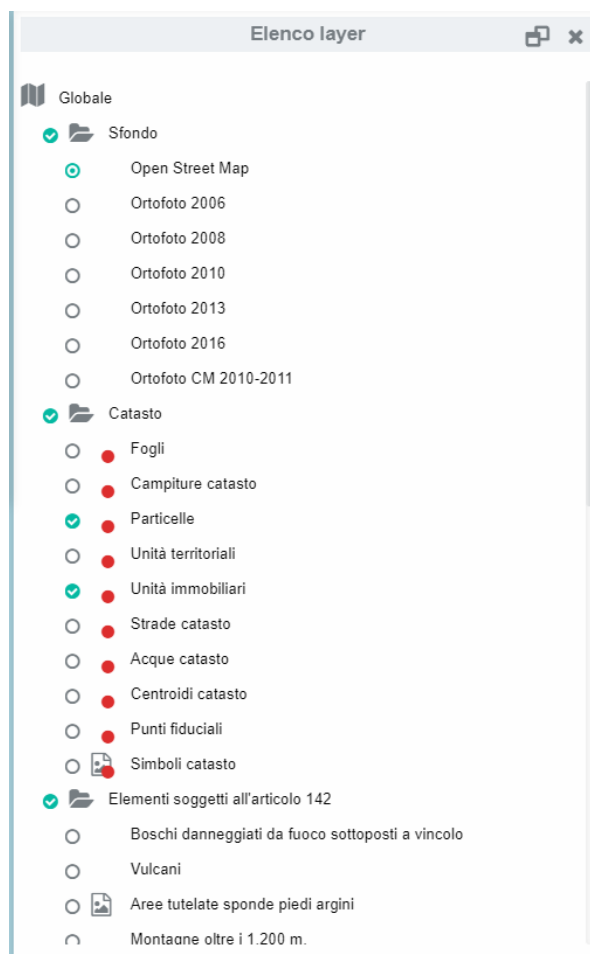 Elenco layer
Globale
Sfondo
Open Street Map
Ortofoto 2006
Ortofoto 2008
Ortofoto 2010
Ortofoto 2013
Ortofoto 2016
Ortofoto CM 2010-2011
Catasto
Fogli
Campiture catasto
Particelle
Unità territoriali
Unità immobiliari
Strade catasto
Acque catasto
Centroidi catasto
Punti fiduciali
Simboli catasto
Elementi soggetti all'articolo 142
Boschi danneggiati da fuoco sottoposti a vincolo
Vulcani
Aree tutelate sponde piedi argini
Montagne oltre i 1.200 m.